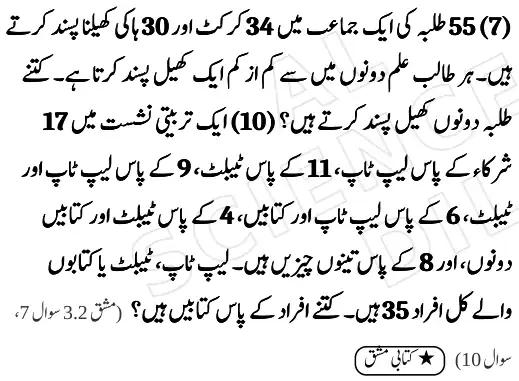 (7) 55 طلبہ کی ایک جماعت میں 34 کرکٹ اور 30 ہاکی کھیلنا پسند کرتے
ہیں۔ ہر طالب علم دونوں میں سے کم از کم ایک کھیل پسند کرتا ہے۔ کتنے
طلبہ دونوں کھیل پسند کرتے ہیں؟ (10) ایک تربیتی نشست میں 17
شرکاء کے پاس لیپ ٹاپ، 11 کے پاس ٹیبلٹ، 9 کے پاس لیپ ٹاپ اور
ٹیبلٹ، 6 کے پاس لیپ ٹاپ اور کتابیں، 4 کے پاس ٹیبلٹ اور کتابیں
دونوں، اور 8 کے پاس تینوں چیزیں ہیں۔ لیپ ٹاپ، ٹیبلٹ یا کتابوں
والے کل افراد 35 ہیں۔ کتنے افراد کے پاس کتابیں ہیں؟ (مشق 3.2 سوال 7،
سوال 10) ★ کتابی مشق